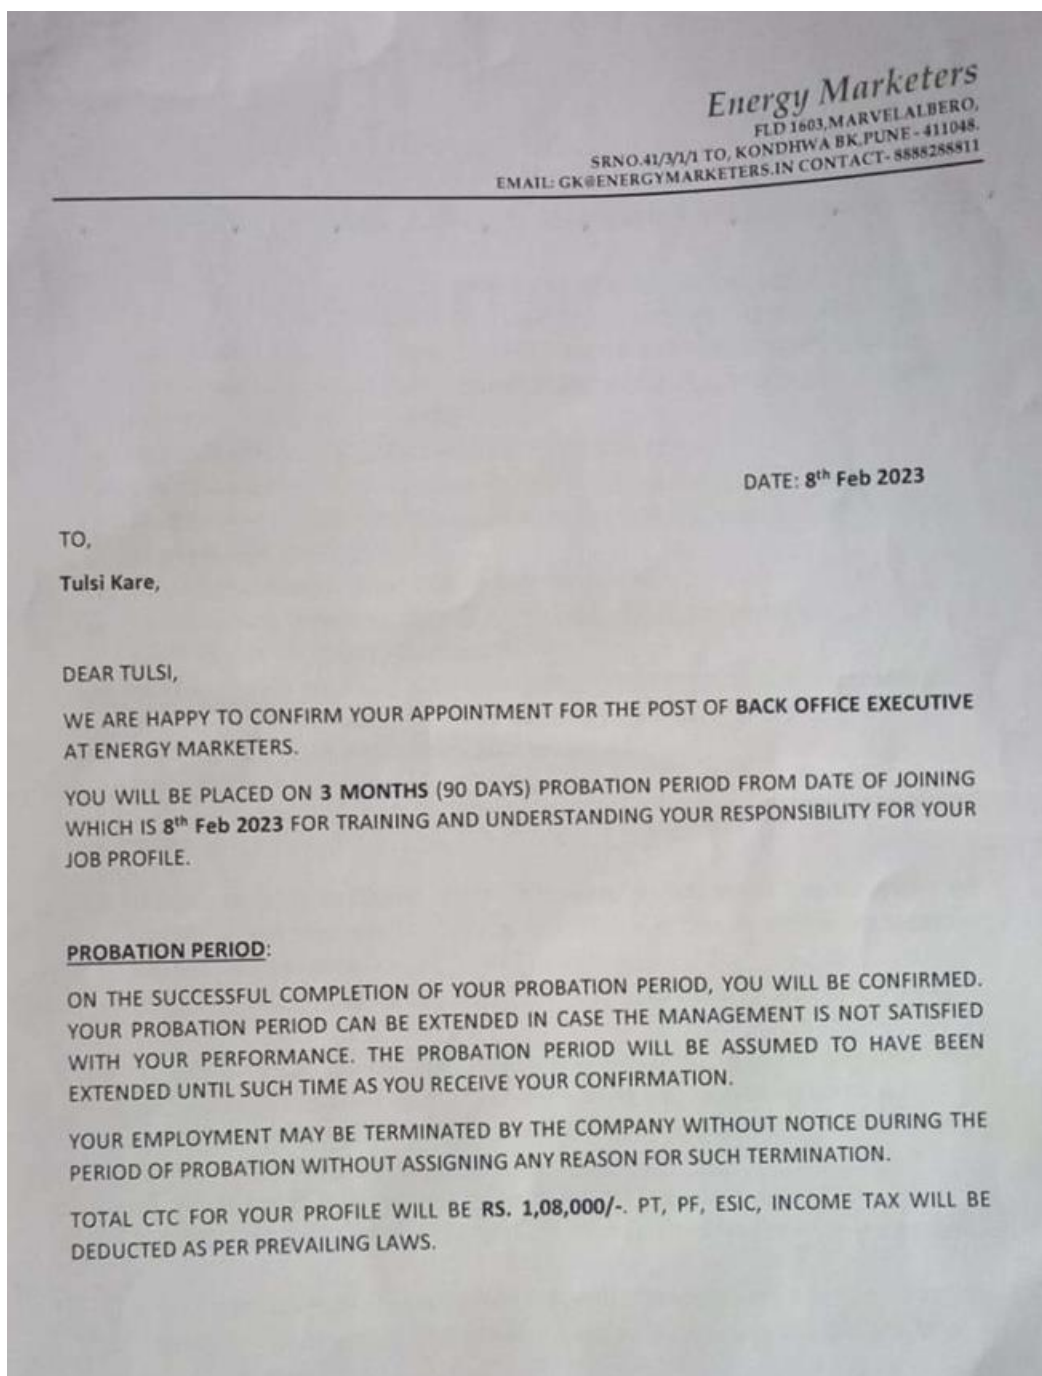 Energy Marketers
FLD 1603,MARVELALBERO,
SRNO.41/3/1/1 TO, KONDHWA BK,PUNE - 411048.
EMAIL: GK@ENERGYMARKETERS.IN CONTACT- 8888288811
DATE: 8th Feb 2023
TO,
Tulsi Kare,
DEAR TULSI,
WE ARE HAPPY TO CONFIRM YOUR APPOINTMENT FOR THE POST OF BACK OFFICE EXECUTIVE
AT ENERGY MARKETERS.
YOU WILL BE PLACED ON 3 MONTHS (90 DAYS) PROBATION PERIOD FROM DATE OF JOINING
WHICH IS 8th Feb 2023 FOR TRAINING AND UNDERSTANDING YOUR RESPONSIBILITY FOR YOUR
JOB PROFILE.
PROBATION PERIOD:
ON THE SUCCESSFUL COMPLETION OF YOUR PROBATION PERIOD, YOU WILL BE CONFIRMED.
YOUR PROBATION PERIOD CAN BE EXTENDED IN CASE THE MANAGEMENT IS NOT SATISFIED
WITH YOUR PERFORMANCE. THE PROBATION PERIOD WILL BE ASSUMED TO HAVE BEEN
EXTENDED UNTIL SUCH TIME AS YOU RECEIVE YOUR CONFIRMATION.
YOUR EMPLOYMENT MAY BE TERMINATED BY THE COMPANY WITHOUT NOTICE DURING THE
PERIOD OF PROBATION WITHOUT ASSIGNING ANY REASON FOR SUCH TERMINATION.
TOTAL CTC FOR YOUR PROFILE WILL BE RS. 1,08,000/-. PT, PF, ESIC, INCOME TAX WILL BE
DEDUCTED AS PER PREVAILING LAWS.